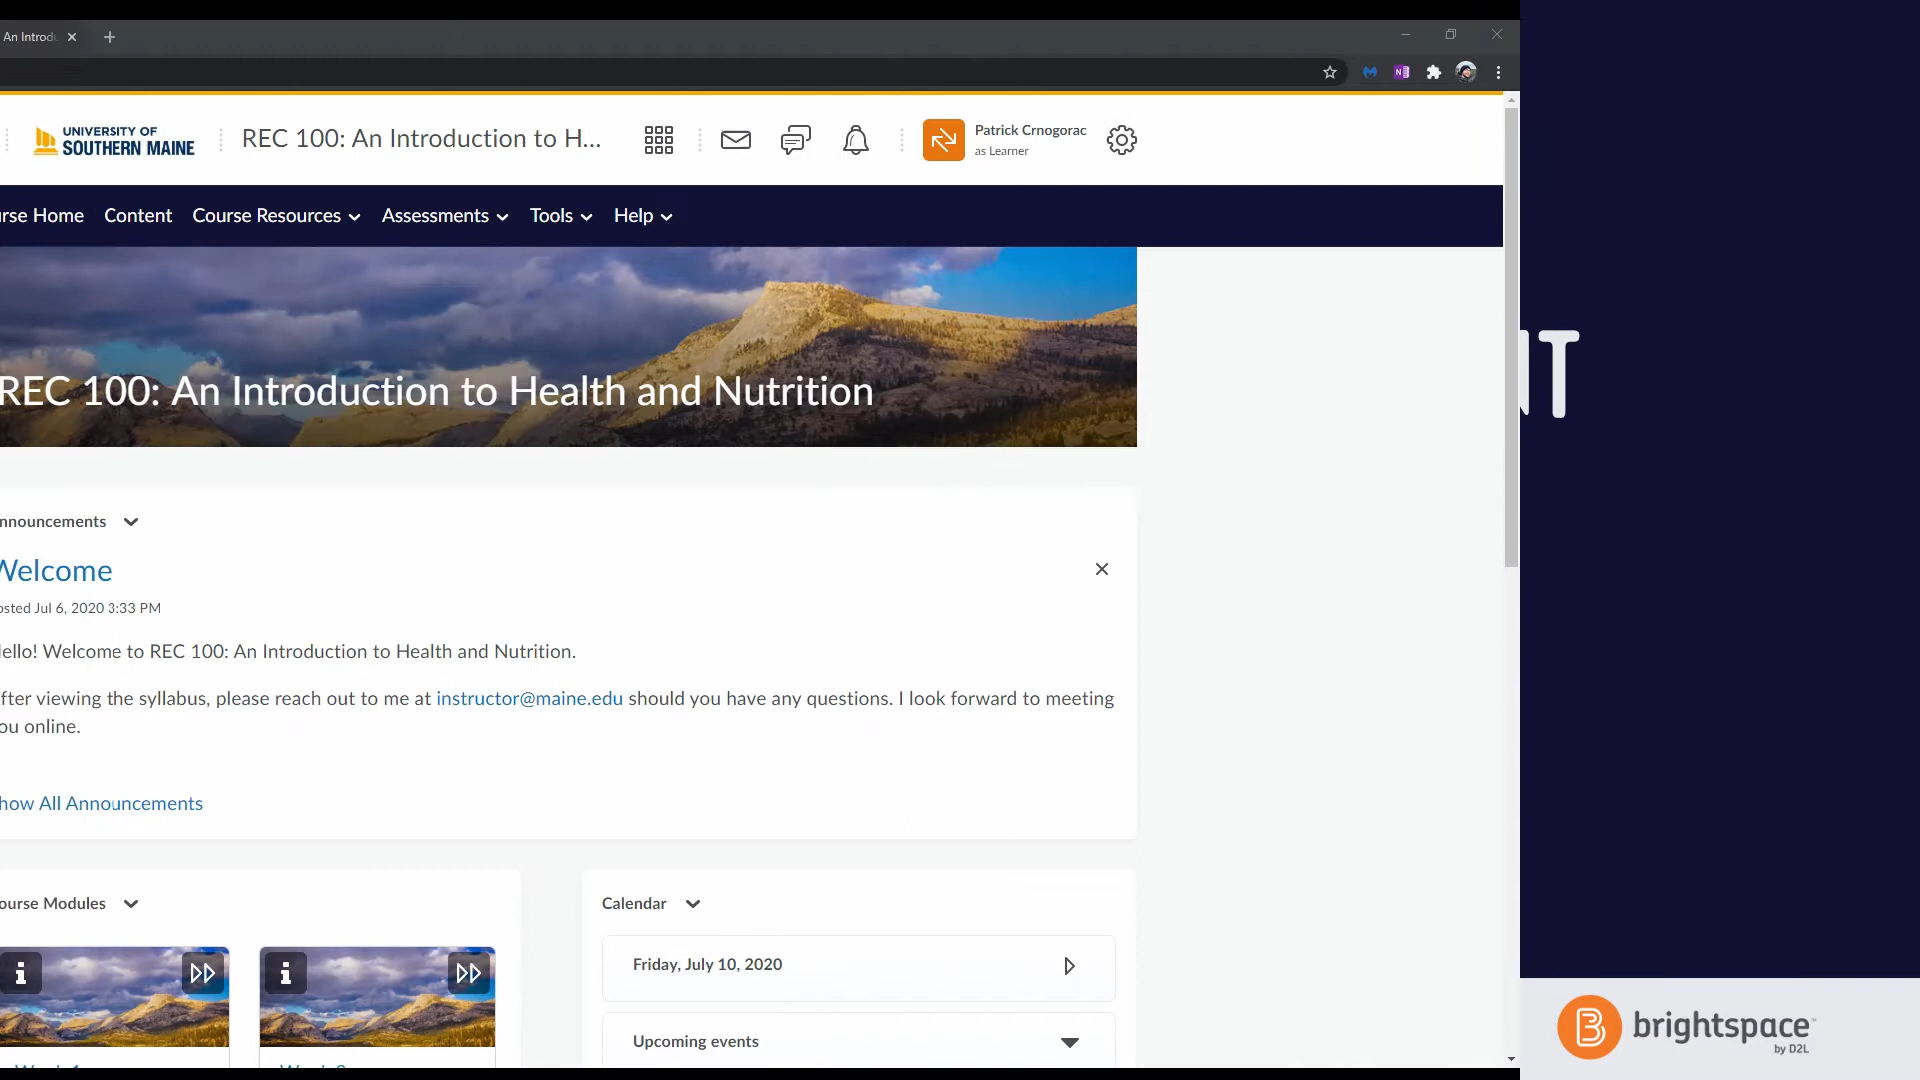 An Introd
UNIVERSITY OF
SOUTHERN MAINE
REC 100: An Introduction to H...
Patrick Crnogorac
as Learner
N
rse Home Content Course Resources Assessments Tools Help
REC 100: An Introduction to Health and Nutrition
NT
nnouncements
Welcome
osted Jul 6, 2020 3:33 PM
ello! Welcome to REC 100: An Introduction to Health and Nutrition.
fter viewing the syllabus, please reach out to me at instructor@maine.edu should you have any questions. I look forward to meeting
ou online.
how All Announcements
ourse Modules
Calendar
Friday, July 10, 2020
Upcoming events
brightspace™
by D2L